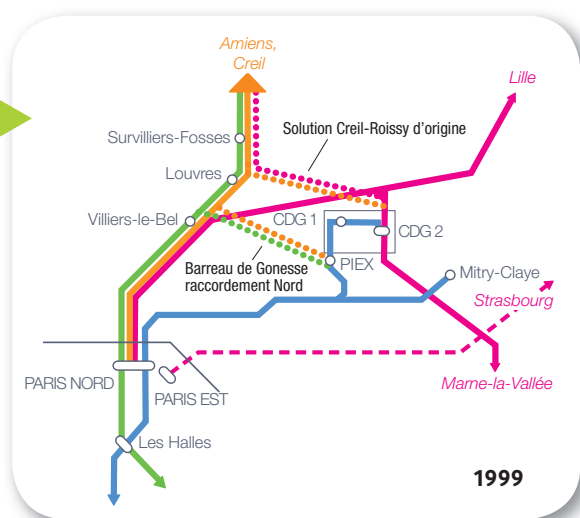 Amiens,
Creil
Lille
Survilliers-Fosses
Solution Creil-Roissy d'origine
Louvres
Villiers-le-Bel
CDG 1
CDG 2
PIEX
Barreau de Gonesse
raccordement Nord
Mitry-Claye
Strasbourg
PARIS NORD
PARIS EST
Marne-la-Vallée
Les Halles
1999